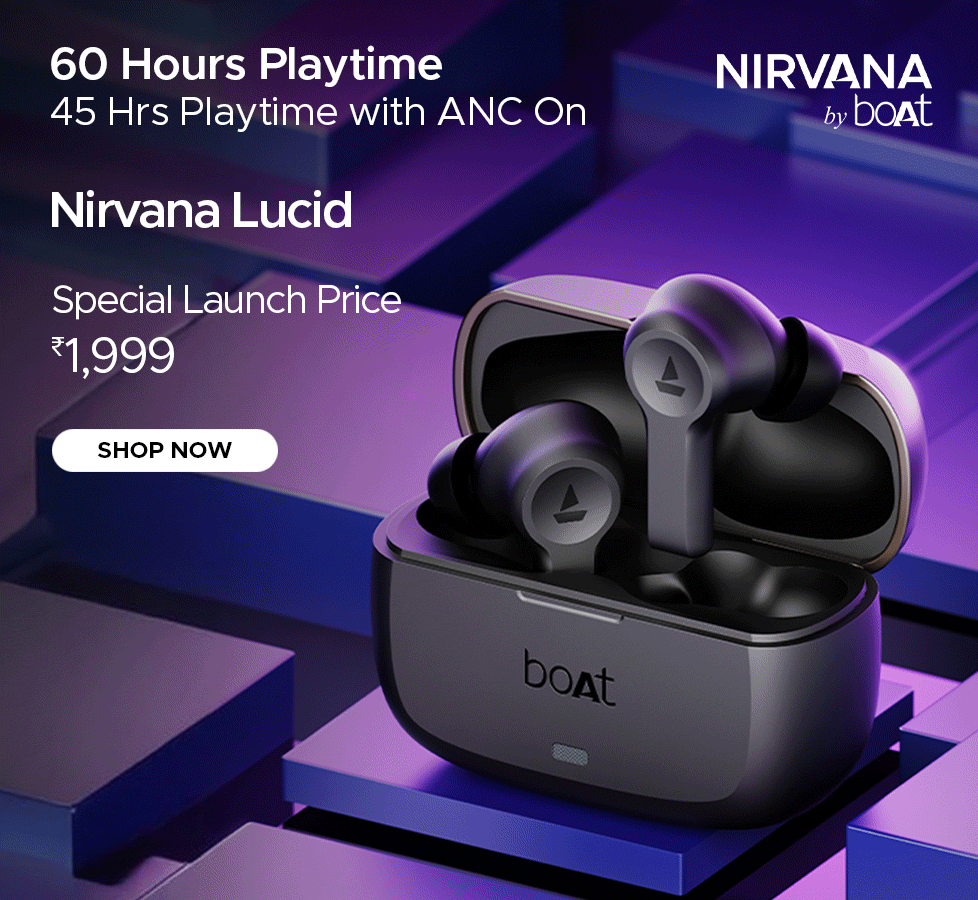 60 Hours Playtime
45 Hrs Playtime with ANC On
NIRVANA
by boAt
Nirvana Lucid
Special Launch Price
₹1,999
SHOP NOW
boAt